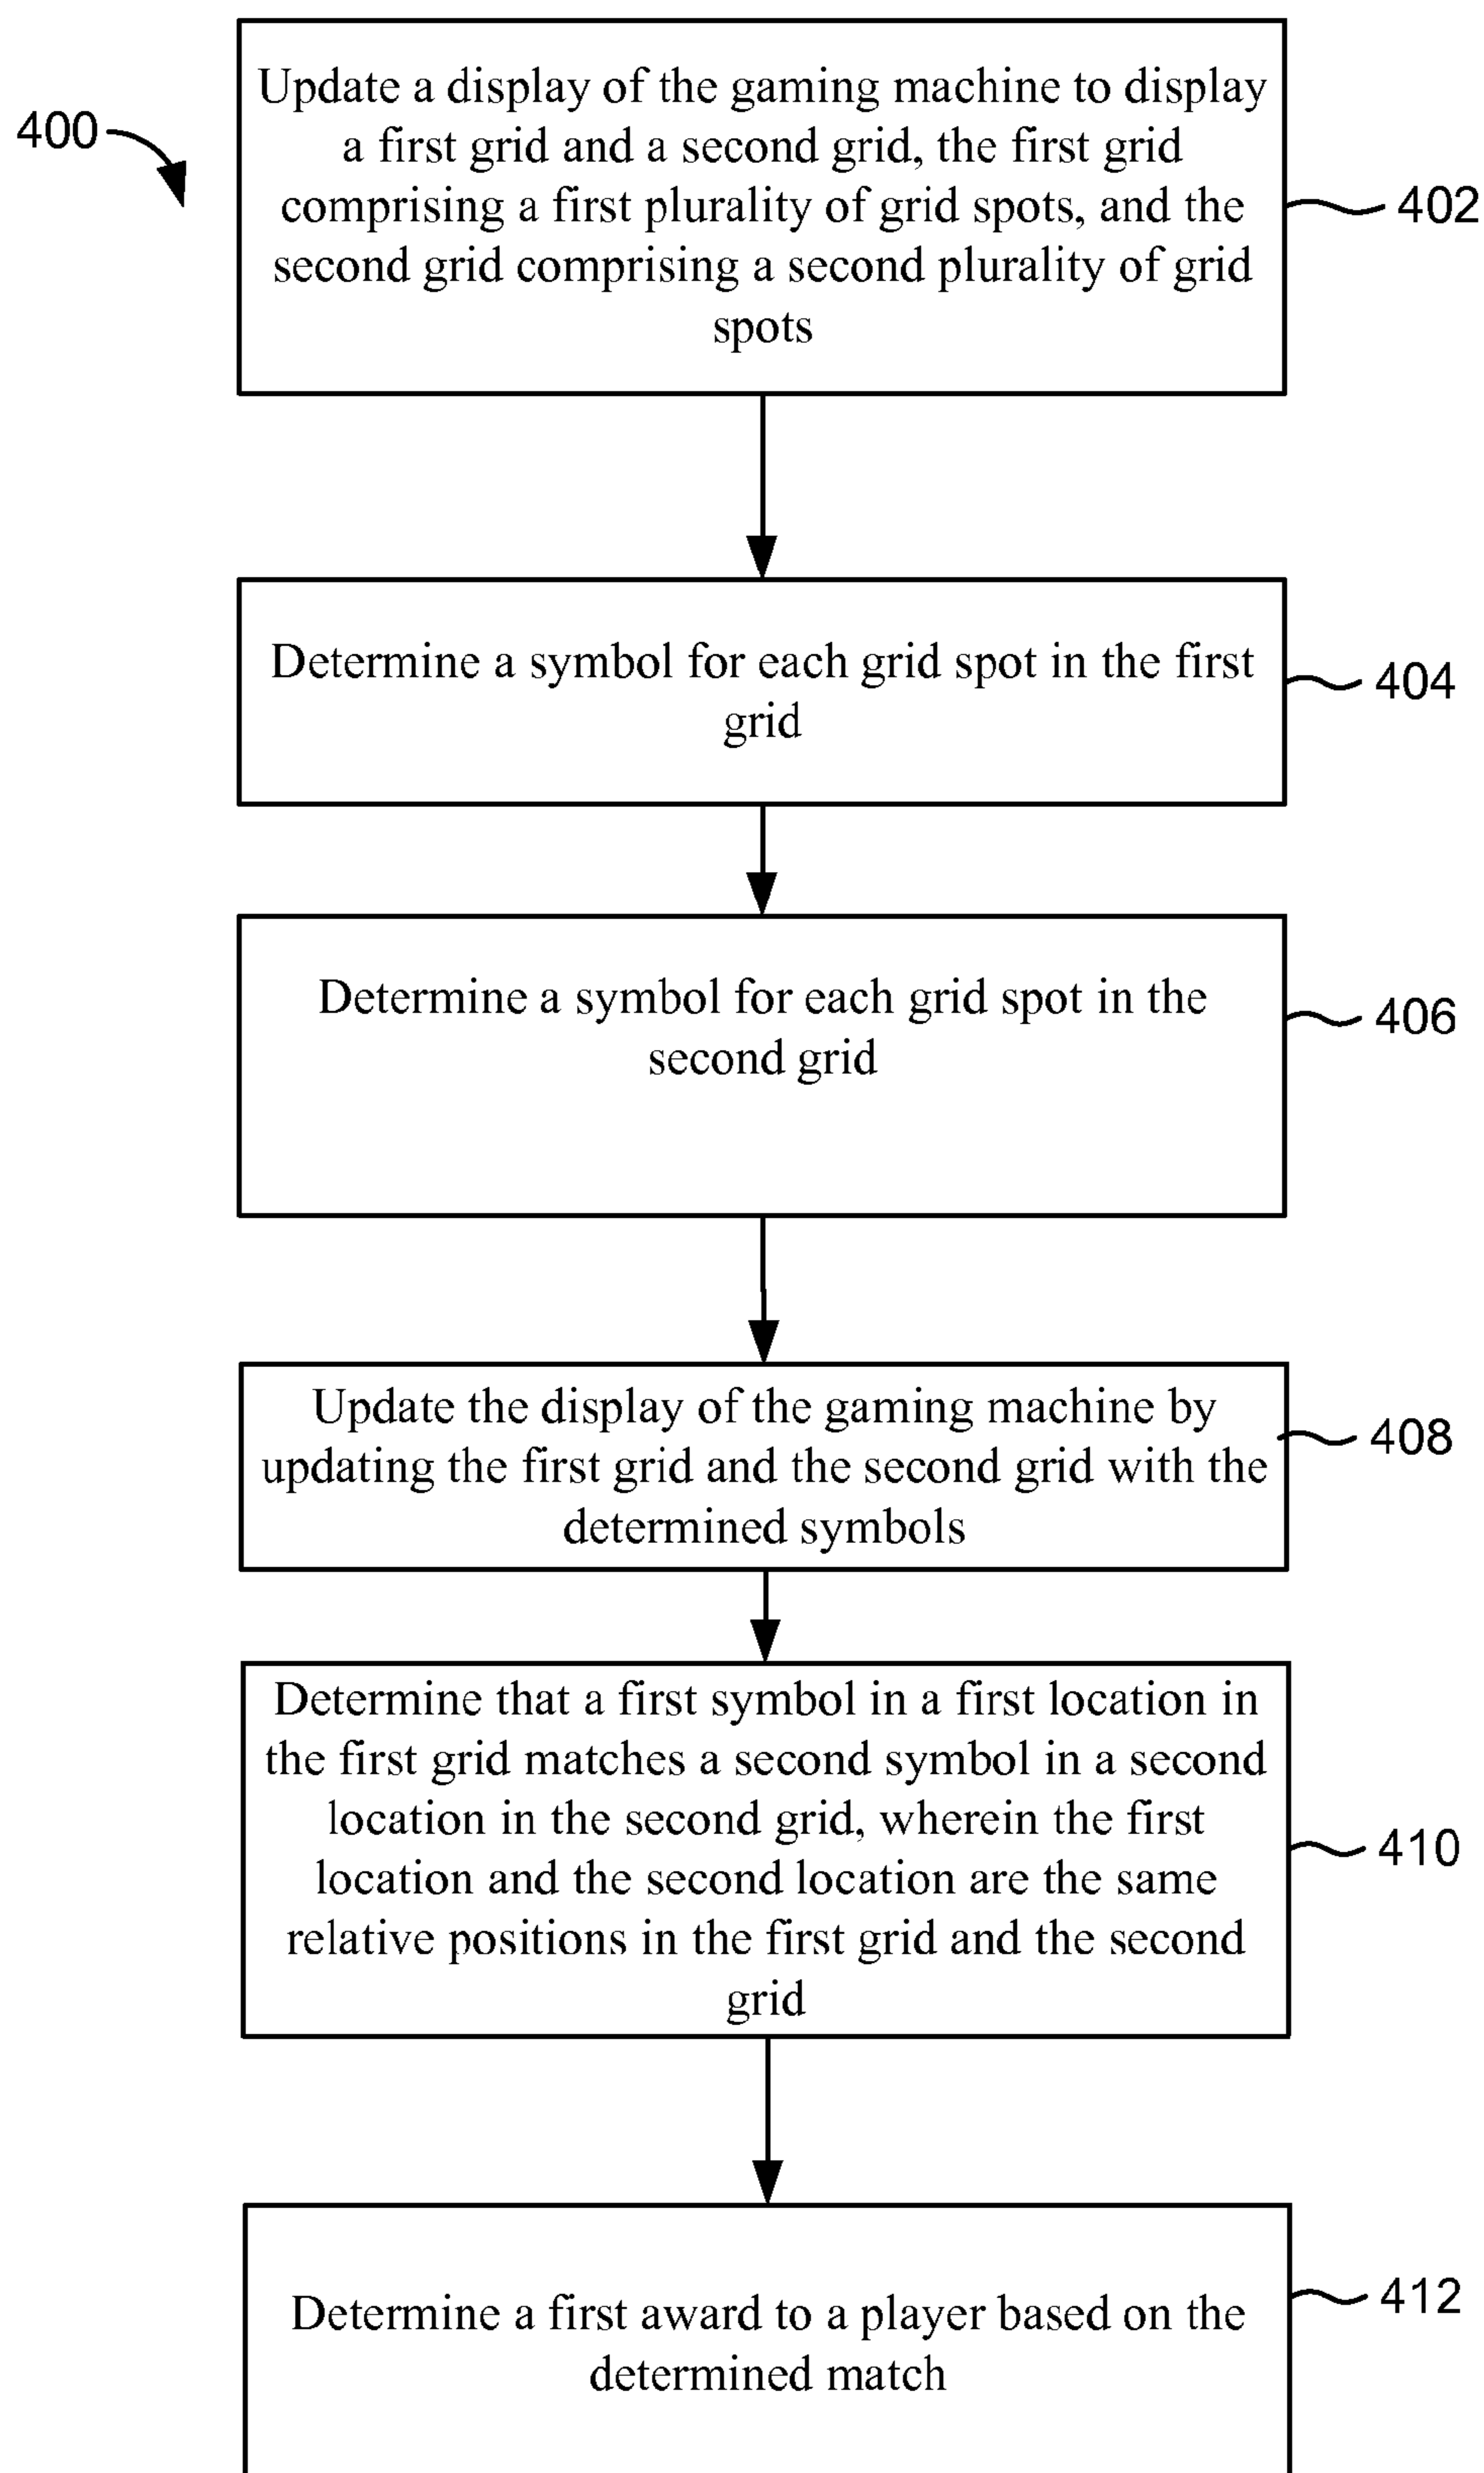 400
Update a display of the gaming machine to display
a first grid and a second grid, the first grid
comprising a first plurality of grid spots, and the
second grid comprising a second plurality of grid
spots
402
Determine a symbol for each grid spot in the first
grid
404
Determine a symbol for each grid spot in the
second grid
406
Update the display of the gaming machine by
updating the first grid and the second grid with the
determined symbols
408
Determine that a first symbol in a first location in
the first grid matches a second symbol in a second
location in the second grid, wherein the first
location and the second location are the same
relative positions in the first grid and the second
grid
410
Determine a first award to a player based on the
determined match
412